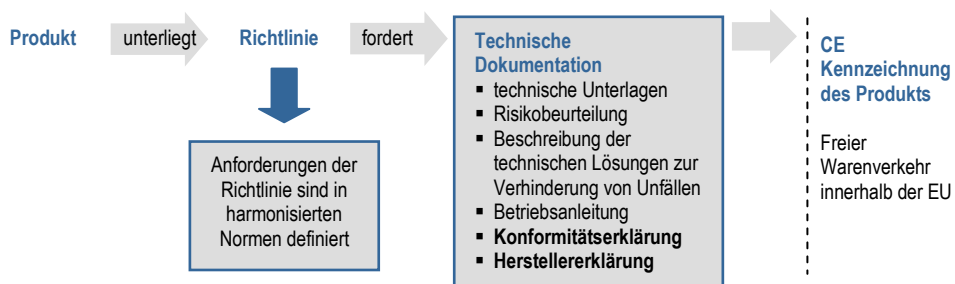 Produkt
unterliegt
Richtlinie
fordert
Technische
Dokumentation
▪ technische Unterlagen
▪ Risikobeurteilung
▪ Beschreibung der
technischen Lösungen zur
Verhinderung von Unfällen
▪ Betriebsanleitung
▪ Konformitätserklärung
▪ Herstellererklärung
CE
Kennzeichnung
des Produkts
Freier
Warenverkehr
innerhalb der EU
Anforderungen der
Richtlinie sind in
harmonisierten
Normen definiert